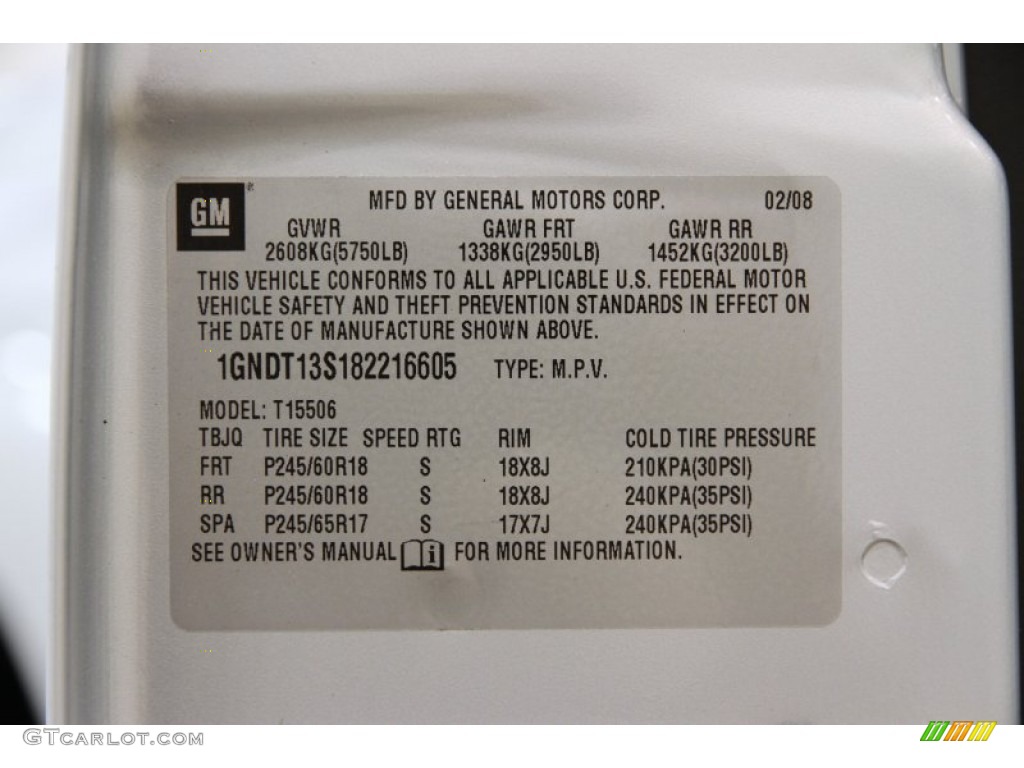 GM® MFD BY GENERAL MOTORS CORP. 02/08
GVWR GAWR FRT GAWR RR
2608KG(5750LB) 1338KG(2950LB) 1452KG(3200LB)
THIS VEHICLE CONFORMS TO ALL APPLICABLE U.S. FEDERAL MOTOR
VEHICLE SAFETY AND THEFT PREVENTION STANDARDS IN EFFECT ON
THE DATE OF MANUFACTURE SHOWN ABOVE.
1GNDT13S182216605 TYPE: M.P.V.
MODEL: T15506
TBJQ TIRE SIZE SPEED RTG RIM COLD TIRE PRESSURE
FRT P245/60R18 S 18X8J 210KPA(30PSI)
RR P245/60R18 S 18X8J 240KPA(35PSI)
SPA P245/65R17 S 17X7J 240KPA(35PSI)
SEE OWNER'S MANUAL i FOR MORE INFORMATION.
GTCARLOT.COM